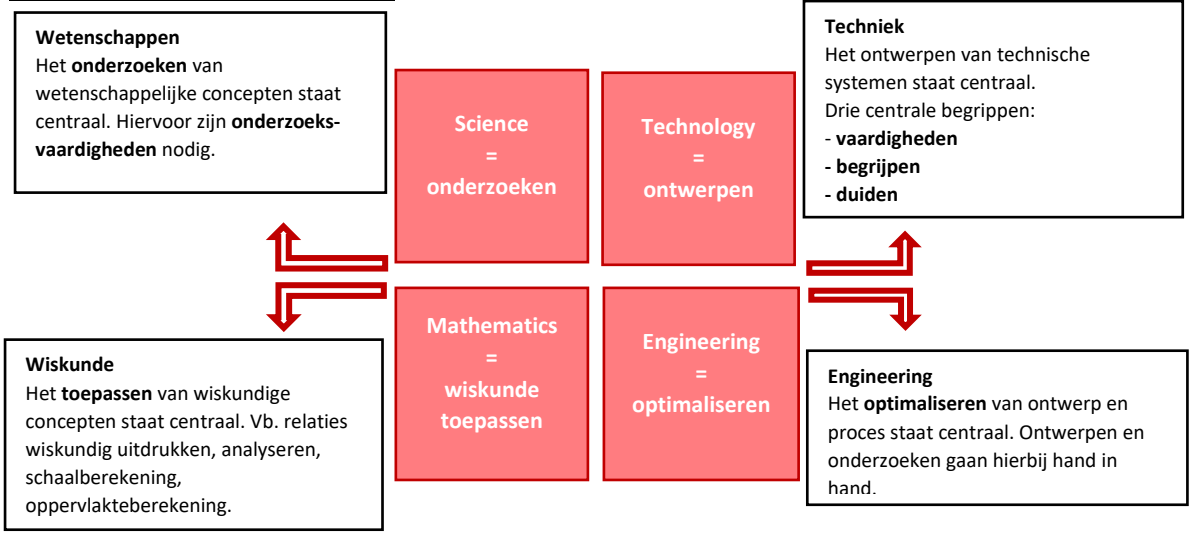 Wetenschappen
Het onderzoeken van
wetenschappelijke concepten staat
centraal. Hiervoor zijn onderzoeks-
vaardigheden nodig.
Science
=
onderzoeken
Technology
=
ontwerpen
Techniek
Het ontwerpen van technische
systemen staat centraal.
Drie centrale begrippen:
- vaardigheden
- begrijpen
- duiden
Wiskunde
Het toepassen van wiskundige
concepten staat centraal. Vb. relaties
wiskundig uitdrukken, analyseren,
schaalberekening,
oppervlakteberekening.
Mathematics
=
wiskunde
toepassen
Engineering
=
optimaliseren
Engineering
Het optimaliseren van ontwerp en
proces staat centraal. Ontwerpen en
onderzoeken gaan hierbij hand in
hand.